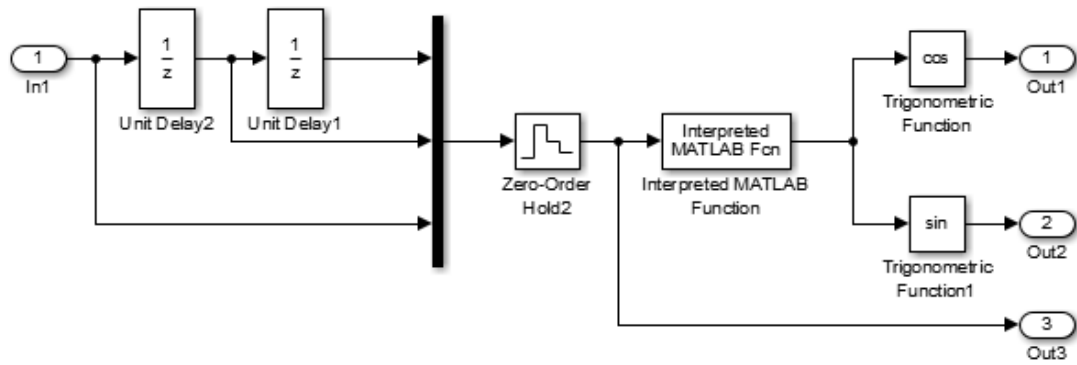 1
In1
1
z
Unit Delay2
1
z
Unit Delay1
Zero-Order
Hold2
Interpreted
MATLAB Fcn
Interpreted MATLAB
Function
cos
Trigonometric
Function
1
Out1
sin
Trigonometric
Function1
2
Out2
3
Out3